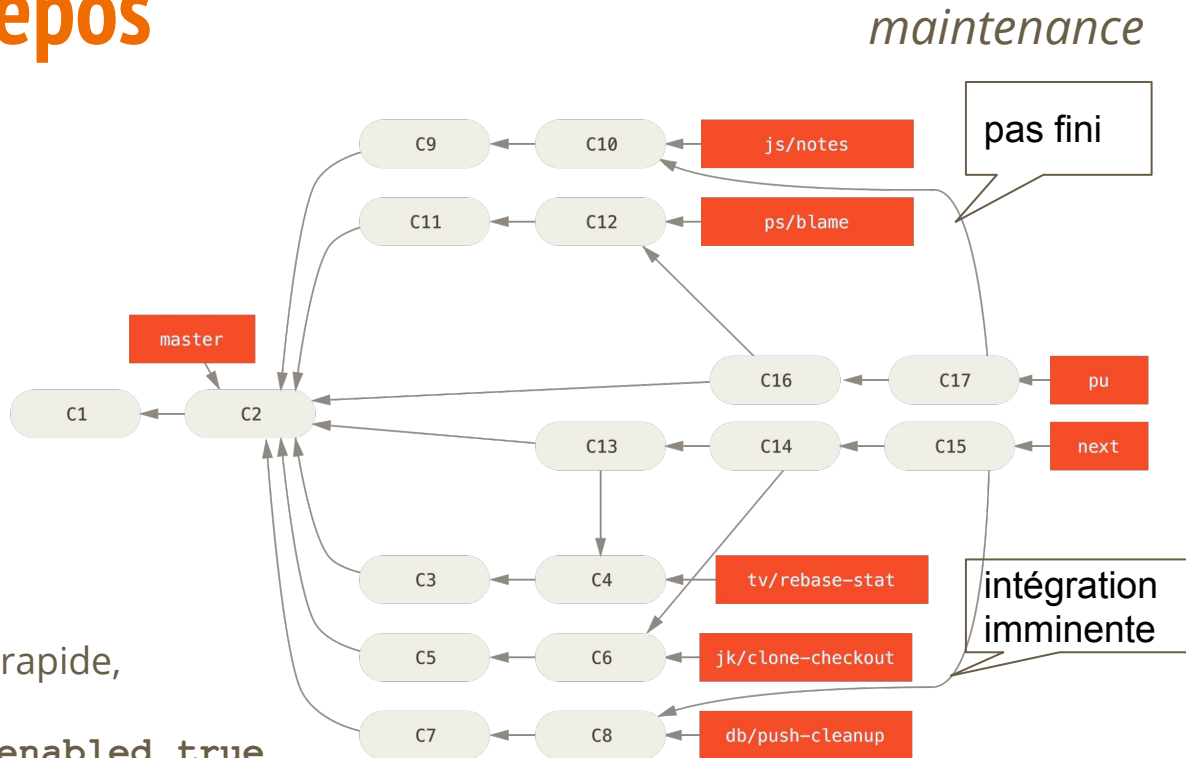 epos
maintenance
pas fini
C9
C10
js/notes
C11
C12
ps/blame
master
C16
C17
pu
C1
C2
C13
C14
C15
next
C3
C4
tv/rebase-stat
intégration
imminente
rapide,
C5
C6
jk/clone-checkout
C7
C8
db/push-cleanup
enabled true